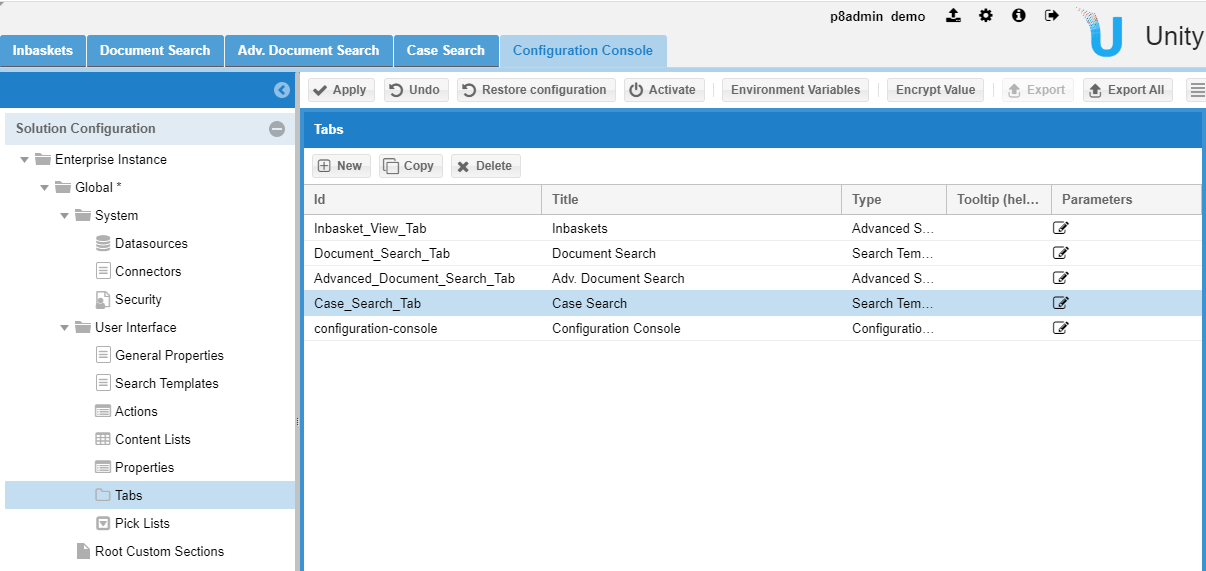 p8admin demo
Unity
Inbaskets Document Search Adv. Document Search Case Search Configuration Console
Apply Undo Restore configuration Activate Environment Variables Encrypt Value Export Export All
Solution Configuration
Enterprise Instance
Global *
System
Datasources
Connectors
Security
User Interface
General Properties
Search Templates
Actions
Content Lists
Properties
Tabs
Pick Lists
Root Custom Sections
Tabs
New Copy Delete
Id Title Type Tooltip (hel... Parameters
Inbasket_View_Tab Inbaskets Advanced S...
Document_Search_Tab Document Search Search Tem...
Advanced_Document_Search_Tab Adv. Document Search Advanced S...
Case_Search_Tab Case Search Search Tem...
configuration-console Configuration Console Configuratio...